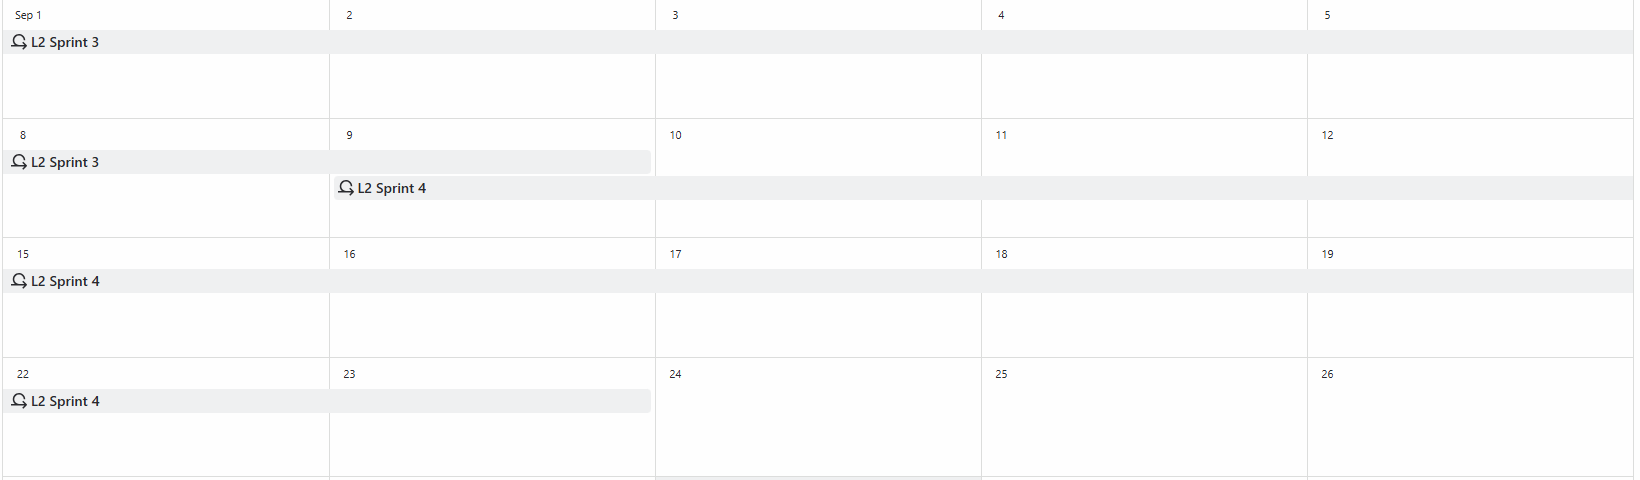 Sep 1 2 3 4 5
L2 Sprint 3
8 9 10 11 12
L2 Sprint 3
L2 Sprint 4
15 16 17 18 19
L2 Sprint 4
22 23 24 25 26
L2 Sprint 4